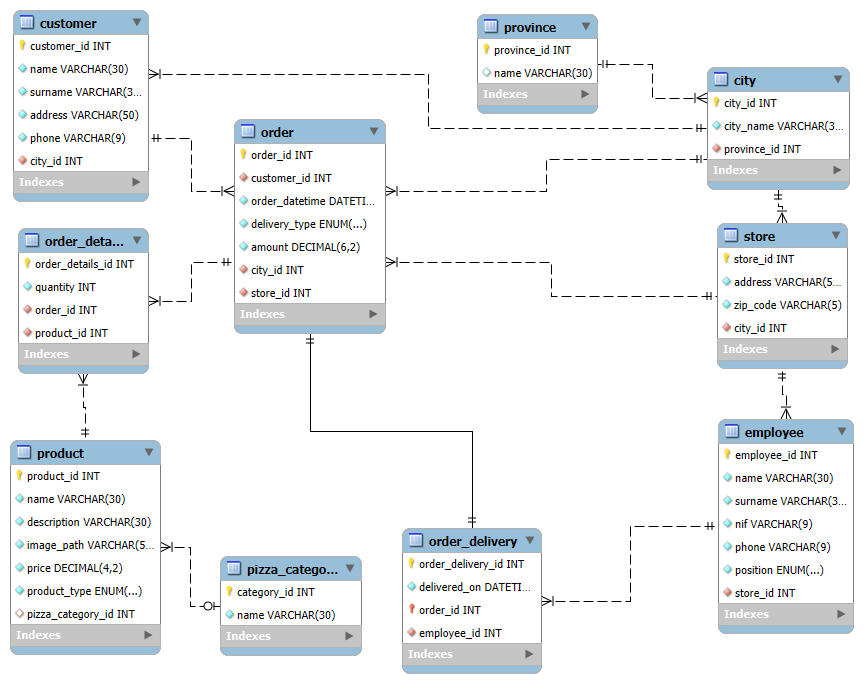 customer
customer_id INT
name VARCHAR(30)
surname VARCHAR(3...
address VARCHAR(50)
phone VARCHAR(9)
city_id INT
Indexes
province
province_id INT
name VARCHAR(30)
Indexes
city
city_id INT
city_name VARCHAR(3...
province_id INT
Indexes
order
order_id INT
customer_id INT
order_datetime DATETI...
delivery_type ENUM(...)
amount DECIMAL(6,2)
city_id INT
store_id INT
Indexes
order_deta...
order_details_id INT
quantity INT
order_id INT
product_id INT
Indexes
store
store_id INT
address VARCHAR(5...
zip_code VARCHAR(5)
city_id INT
Indexes
product
product_id INT
name VARCHAR(30)
description VARCHAR(30)
image_path VARCHAR(5...
price DECIMAL(4,2)
product_type ENUM(...)
pizza_category_id INT
Indexes
pizza_catego...
category_id INT
name VARCHAR(30)
Indexes
order_delivery
order_delivery_id INT
delivered_on DATETI...
order_id INT
employee_id INT
Indexes
employee
employee_id INT
name VARCHAR(30)
surname VARCHAR(3...
nif VARCHAR(9)
phone VARCHAR(9)
position ENUM(...)
store_id INT
Indexes